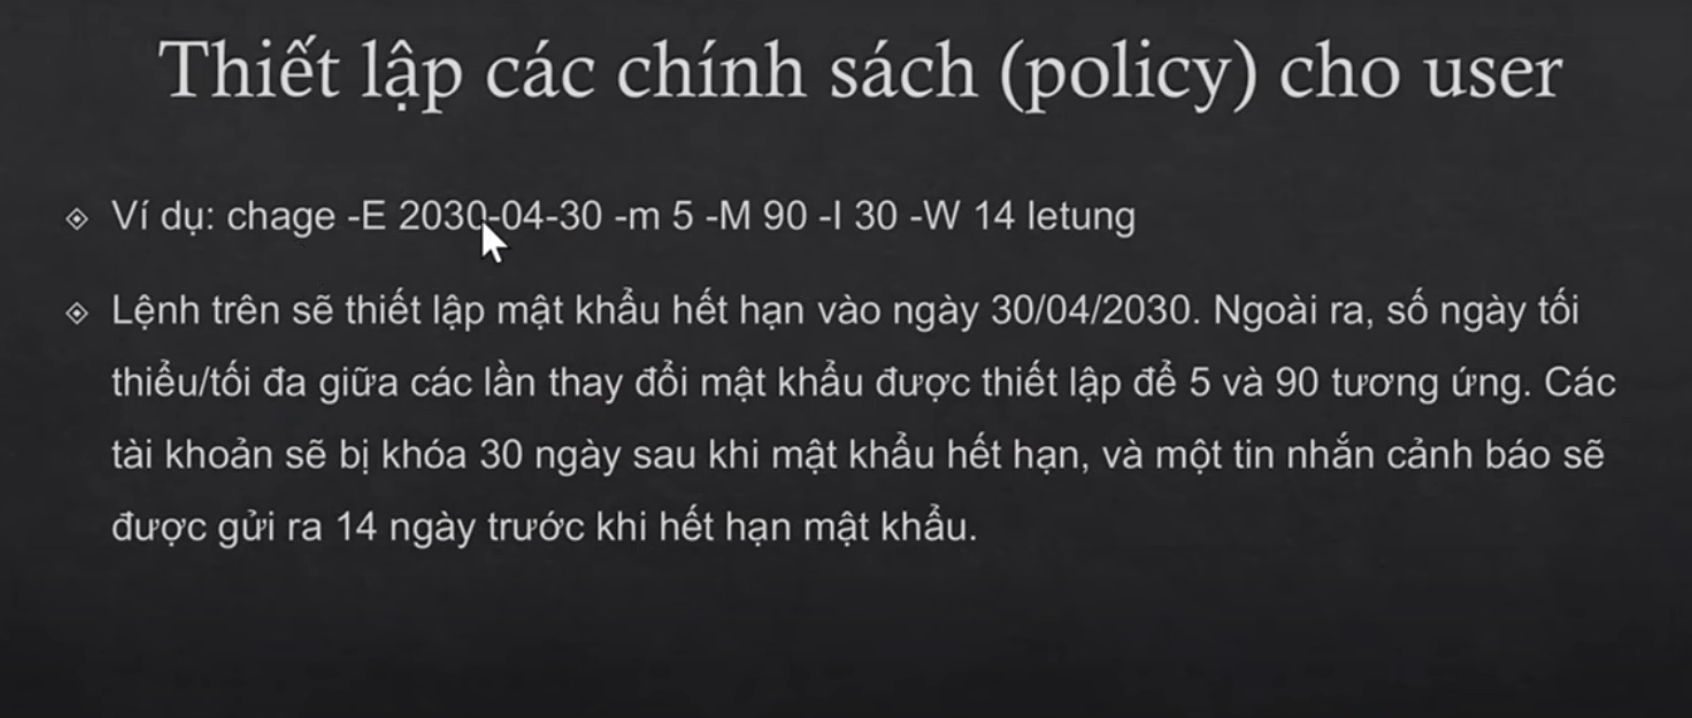 Thiết lập các chính sách (policy) cho user
Ví dụ: chage -E 2030-04-30 -m 5 -M 90 -I 30 -W 14 letung
Lệnh trên sẽ thiết lập mật khẩu hết hạn vào ngày 30/04/2030. Ngoài ra, số ngày tối
thiểu/tối đa giữa các lần thay đổi mật khẩu được thiết lập để 5 và 90 tương ứng. Các
tài khoản sẽ bị khóa 30 ngày sau khi mật khẩu hết hạn, và một tin nhắn cảnh báo sẽ
được gửi ra 14 ngày trước khi hết hạn mật khẩu.